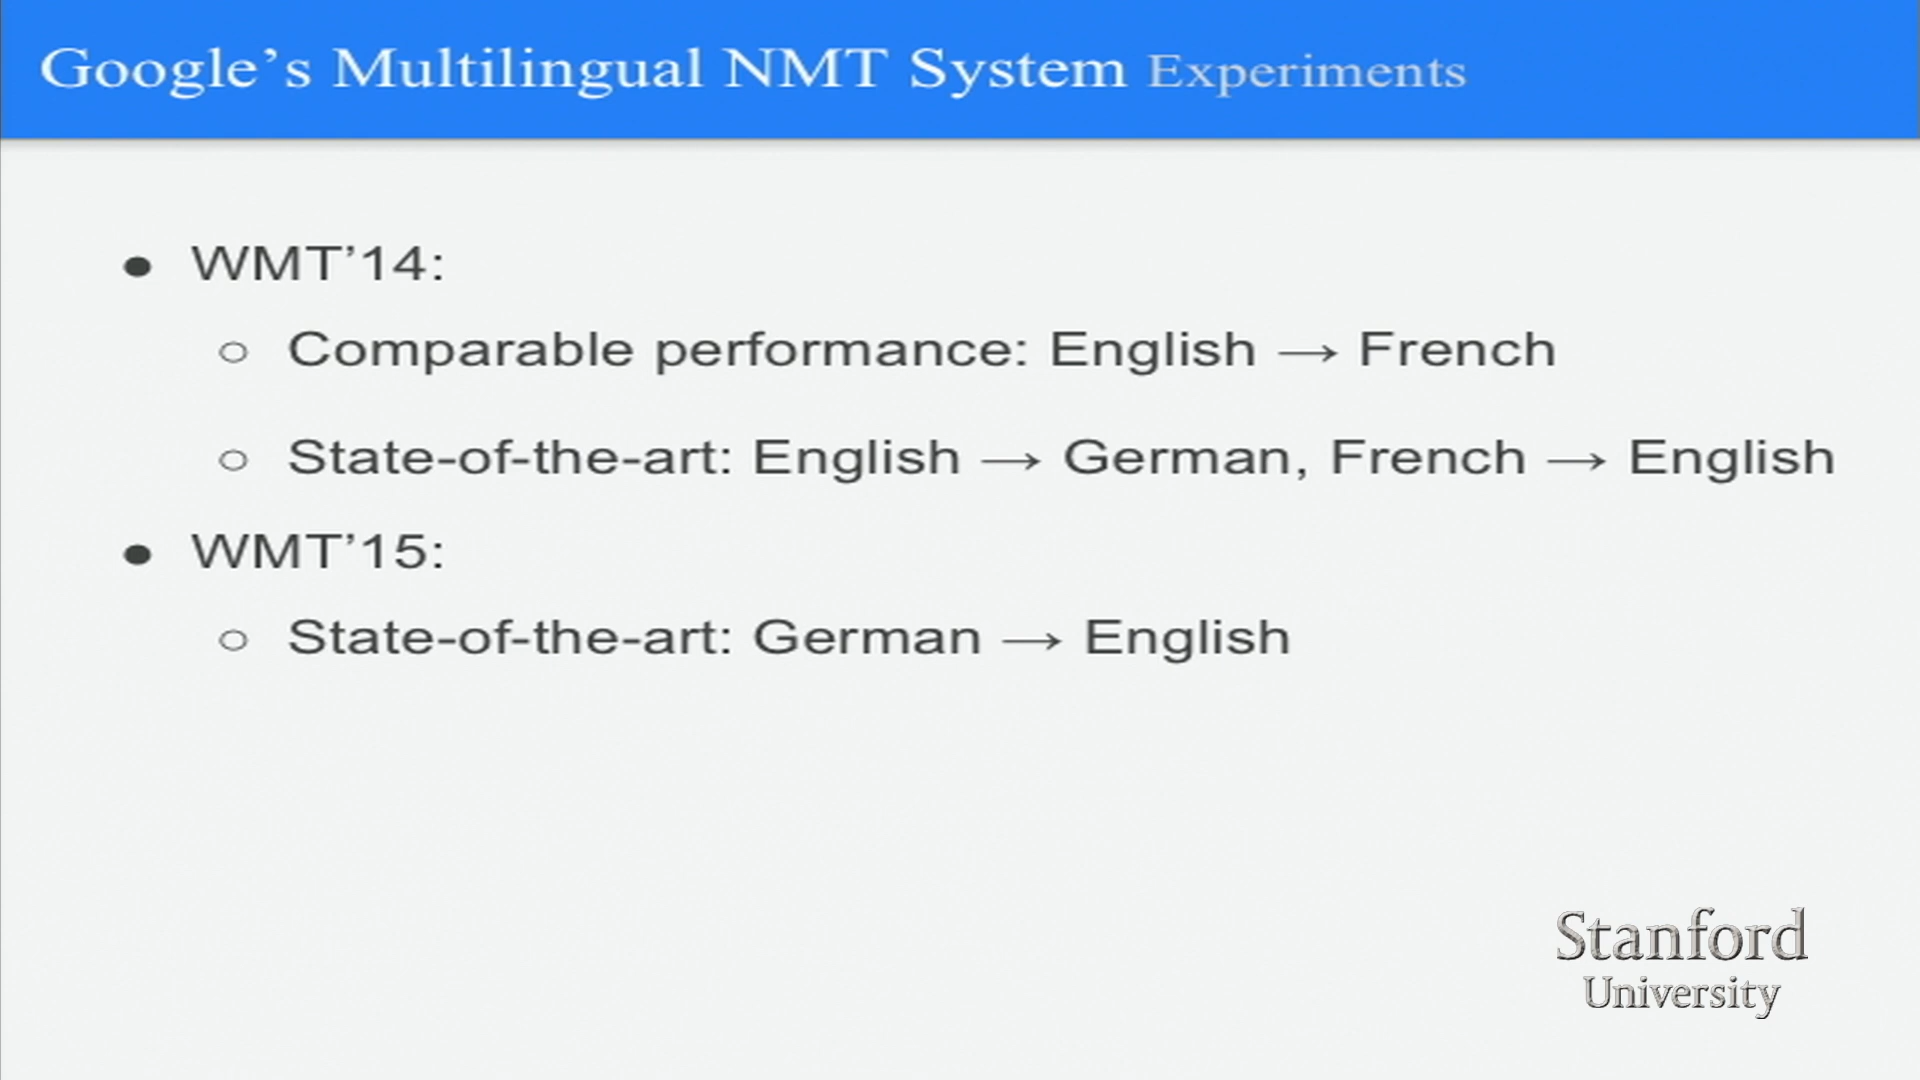 Google’s Multilingual NMT System Experiments
● WMT’14:
○ Comparable performance: English → French
○ State-of-the-art: English → German, French → English
● WMT’15:
○ State-of-the-art: German → English
Stanford
University